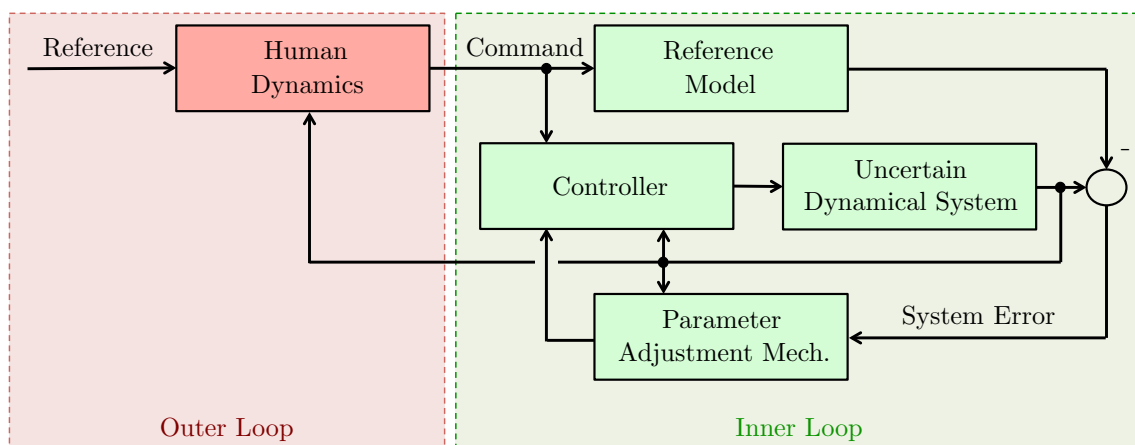 Reference
Human
Dynamics
Command
Reference
Model
-
Controller
Uncertain
Dynamical System
Parameter
Adjustment Mech.
System Error
Outer Loop
Inner Loop